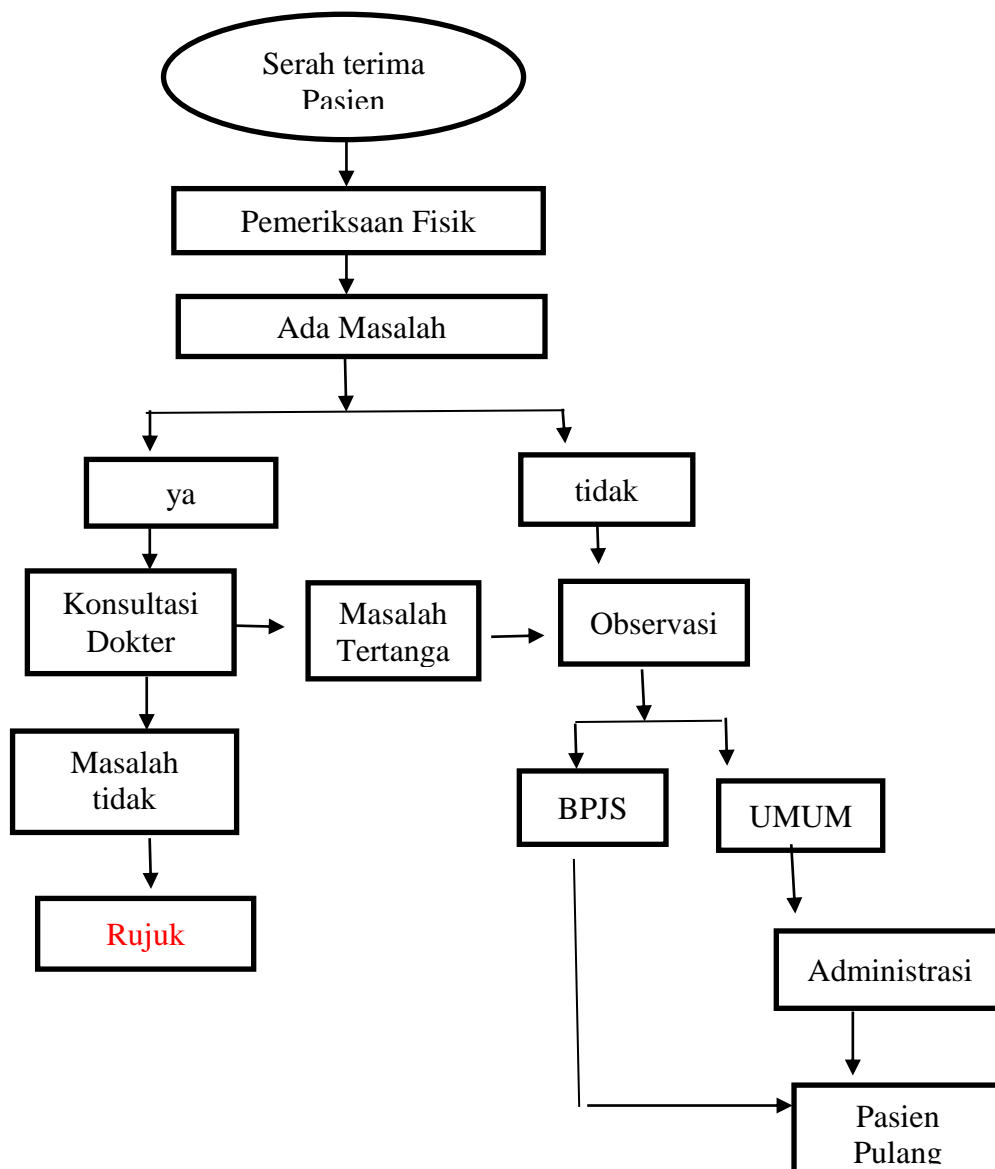 Serah terima
Pasien
Pemeriksaan Fisik
Ada Masalah
ya
tidak
Konsultasi
Dokter
Masalah
Tertanga
Observasi
Masalah
tidak
BPJS
UMUM
Rujuk
Administrasi
Pasien
Pulang